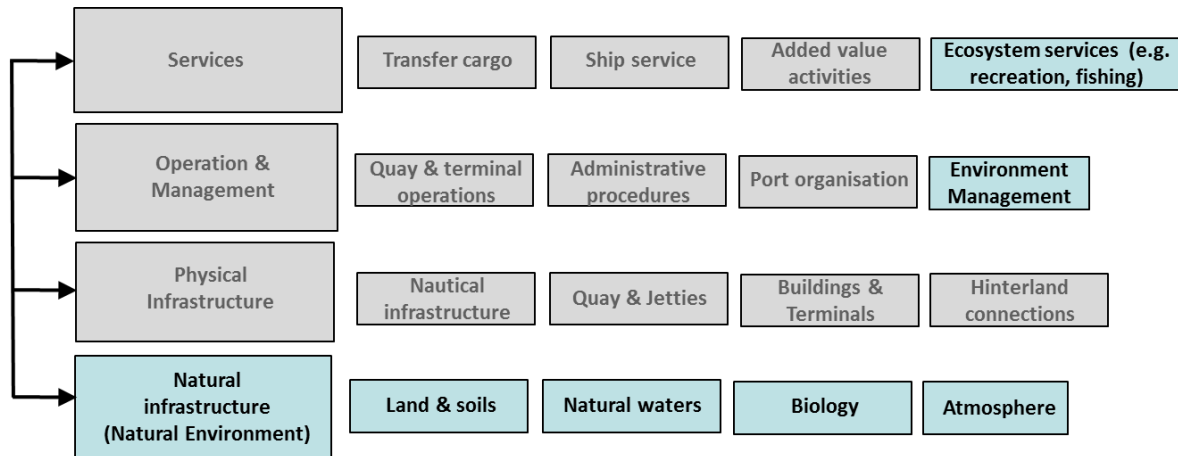 Services
Transfer cargo
Ship service
Added value
activities
Ecosystem services (e.g.
recreation, fishing)
Operation &
Management
Quay & terminal
operations
Administrative
procedures
Port organisation
Environment
Management
Physical
Infrastructure
Nautical
infrastructure
Quay & Jetties
Buildings &
Terminals
Hinterland
connections
Natural
infrastructure
(Natural Environment)
Land & soils
Natural waters
Biology
Atmosphere